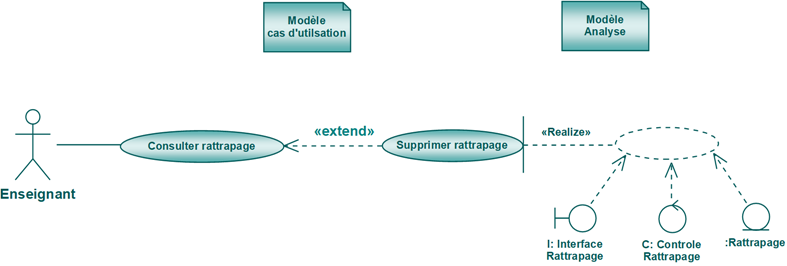 Modèle
cas d'utilsation
Modèle
Analyse
Enseignant
Consulter rattrapage
«extend»
Supprimer rattrapage
«Realize»
I: Interface
Rattrapage
C: Controle
Rattrapage
:Rattrapage